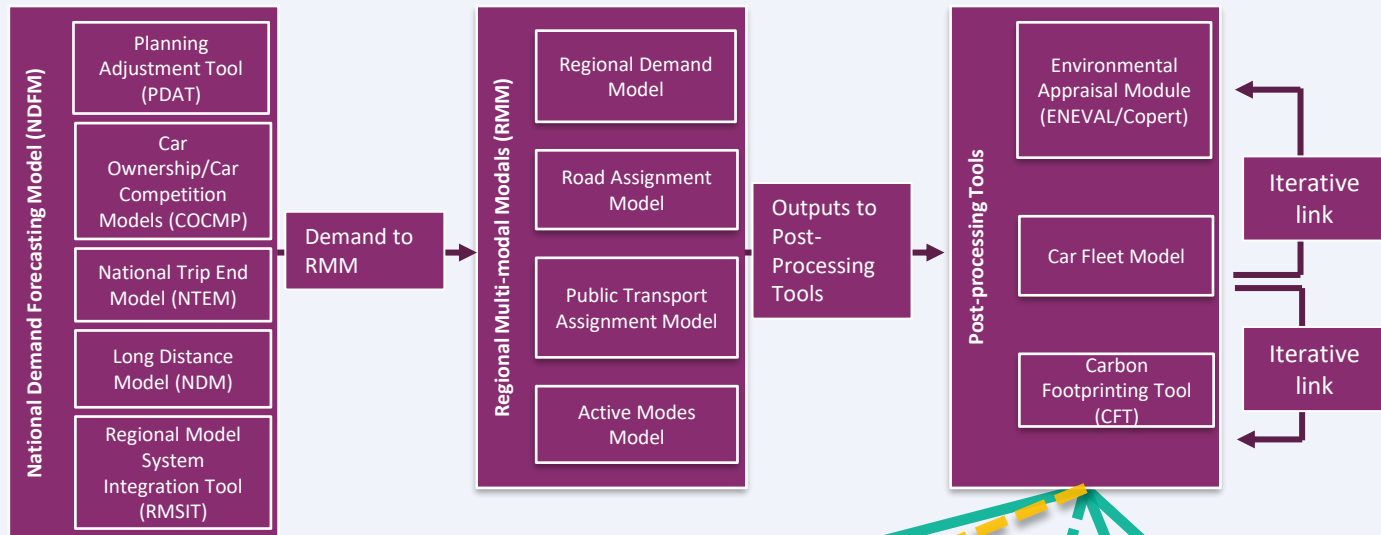 National Demand Forecasting Model (NDFM)
Planning
Adjustment Tool
(PDAT)
Car
Ownership/Car
Competition
Models (COCMP)
National Trip End
Model (NTEM)
Long Distance
Model (NDM)
Regional Model
System
Integration Tool
(RMSIT)
Demand to
RMM
Regional Multi-modal Modals (RMM)
Regional Demand
Model
Road Assignment
Model
Public Transport
Assignment Model
Active Modes
Model
Outputs to
Post-
Processing
Tools
Post-processing Tools
Environmental
Appraisal Module
(ENEVAL/Copert)
Car Fleet Model
Carbon
Footprinting Tool
(CFT)
Iterative
link
Iterative
link